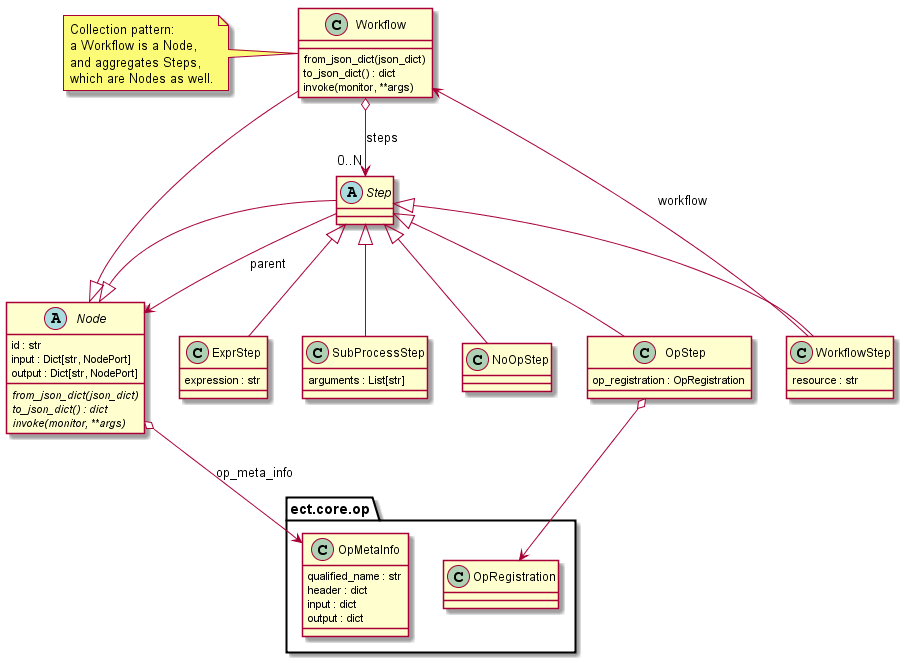 Collection pattern:
a Workflow is a Node,
and aggregates Steps,
which are Nodes as well.
C Workflow
from_json_dict(json_dict)
to_json_dict() : dict
invoke(monitor, **args)
steps
0..N
A Step
workflow
parent
A Node
id : str
input : Dict[str, NodePort]
output : Dict[str, NodePort]
from_json_dict(json_dict)
to_json_dict() : dict
invoke(monitor, **args)
C ExprStep
expression : str
C SubProcessStep
arguments : List[str]
C NoOpStep
C OpStep
op_registration : OpRegistration
C WorkflowStep
resource : str
op_meta_info
ect.core.op
C OpMetaInfo
qualified_name : str
header : dict
input : dict
output : dict
C OpRegistration